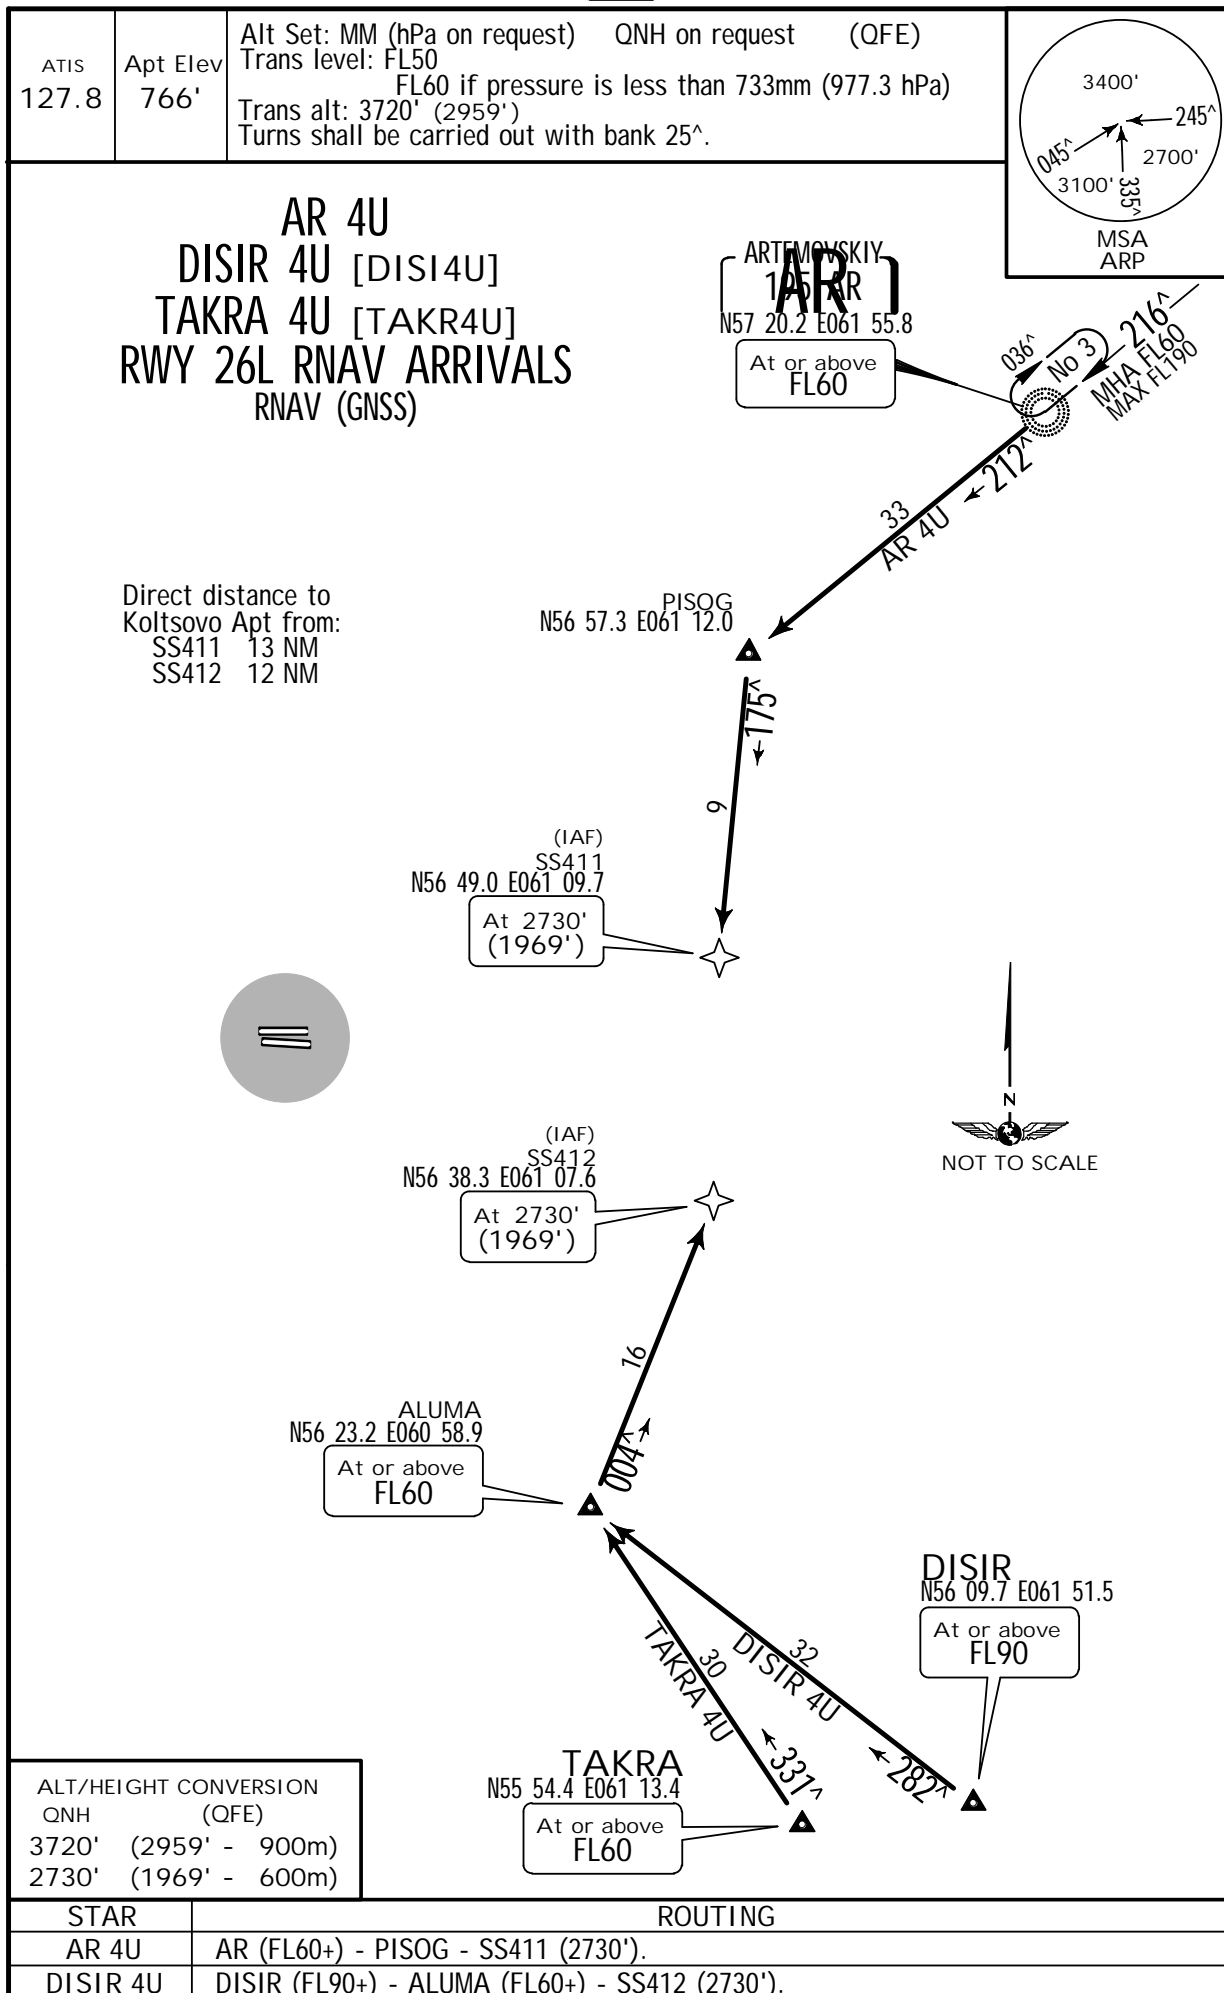 ATIS
127.8
Apt Elev
766'
Alt Set: MM (hPa on request) QNH on request (QFE)
Trans level: FL50
FL60 if pressure is less than 733mm (977.3 hPa)
Trans alt: 3720' (2959')
Turns shall be carried out with bank 25^.
3400'
245^
045^
2700'
3100'
335^
MSA
ARP
AR 4U
DISIR 4U [DISI4U]
TAKRA 4U [TAKR4U]
RWY 26L RNAV ARRIVALS
RNAV (GNSS)
ARTEMOVSKIY
AR
AR
N57 20.2 E061 55.8
At or above
FL60
036^
No 3
216^
MHA FL60
MAX FL190
212^
33
AR 4U
Direct distance to
Koltsovo Apt from:
SS411 13 NM
SS412 12 NM
PISOG
N56 57.3 E061 12.0
175^
9
(IAF)
SS411
N56 49.0 E061 09.7
At 2730'
(1969')
N
NOT TO SCALE
(IAF)
SS412
N56 38.3 E061 07.6
At 2730'
(1969')
16
004^
ALUMA
N56 23.2 E060 58.9
At or above
FL60
DISIR
N56 09.7 E061 51.5
At or above
FL90
32
DISIR 4U
282^
30
TAKRA 4U
331^
TAKRA
N55 54.4 E061 13.4
At or above
FL60
ALT/HEIGHT CONVERSION
QNH (QFE)
3720' (2959' - 900m)
2730' (1969' - 600m)
STAR ROUTING
AR 4U AR (FL60+) - PISOG - SS411 (2730').
DISIR 4U DISIR (FL90+) - ALUMA (FL60+) - SS412 (2730').